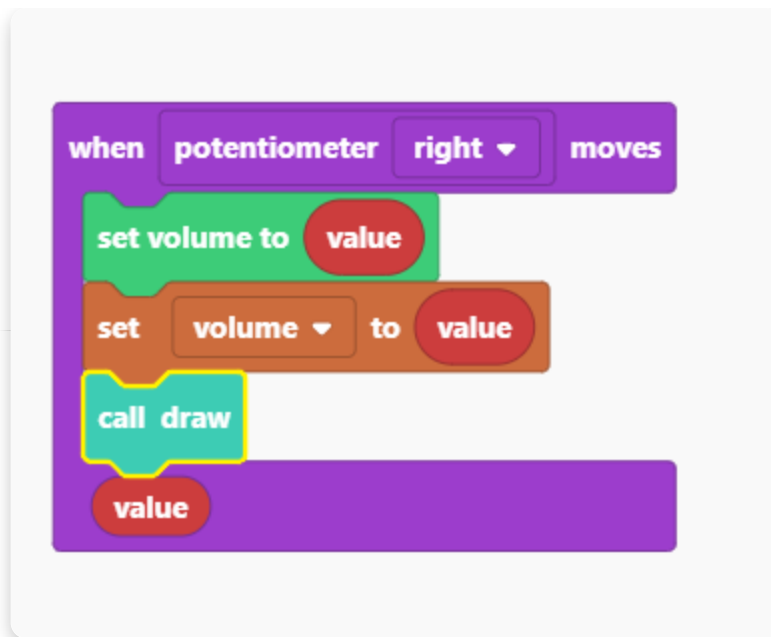 when potentiometer right moves
set volume to value
set volume to value
call draw
value